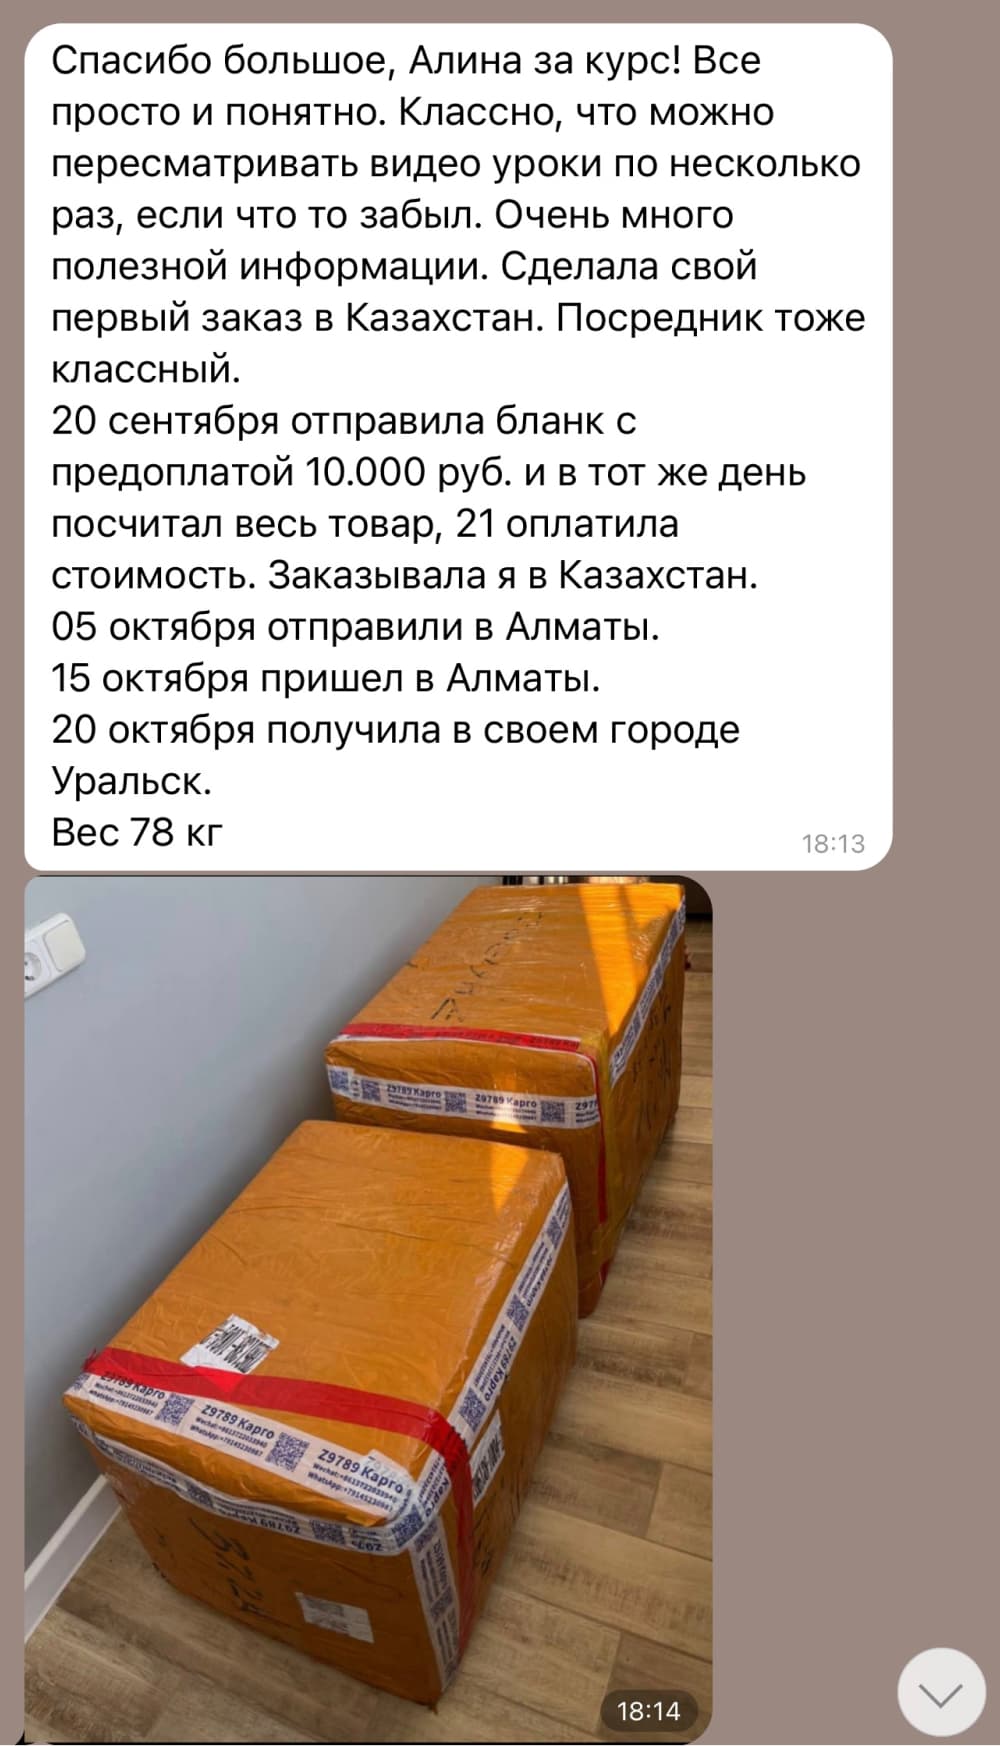 Спасибо большое, Алина за курс! Все
просто и понятно. Классно, что можно
пересматривать видео уроки по несколько
раз, если что то забыл. Очень много
полезной информации. Сделала свой
первый заказ в Казахстан. Посредник тоже
классный.
20 сентября отправила бланк с
предоплатой 10.000 руб. и в тот же день
посчитал весь товар, 21 оплатила
стоимость. Заказывала я в Казахстан.
05 октября отправили в Алматы.
15 октября пришел в Алматы.
20 октября получила в своем городе
Уральск.
Вес 78 кг
18:13
Z9789 Карго
Z9789 Карго
Z9789 Карго
Z9789 Карго
Z9789 Карго
18:14